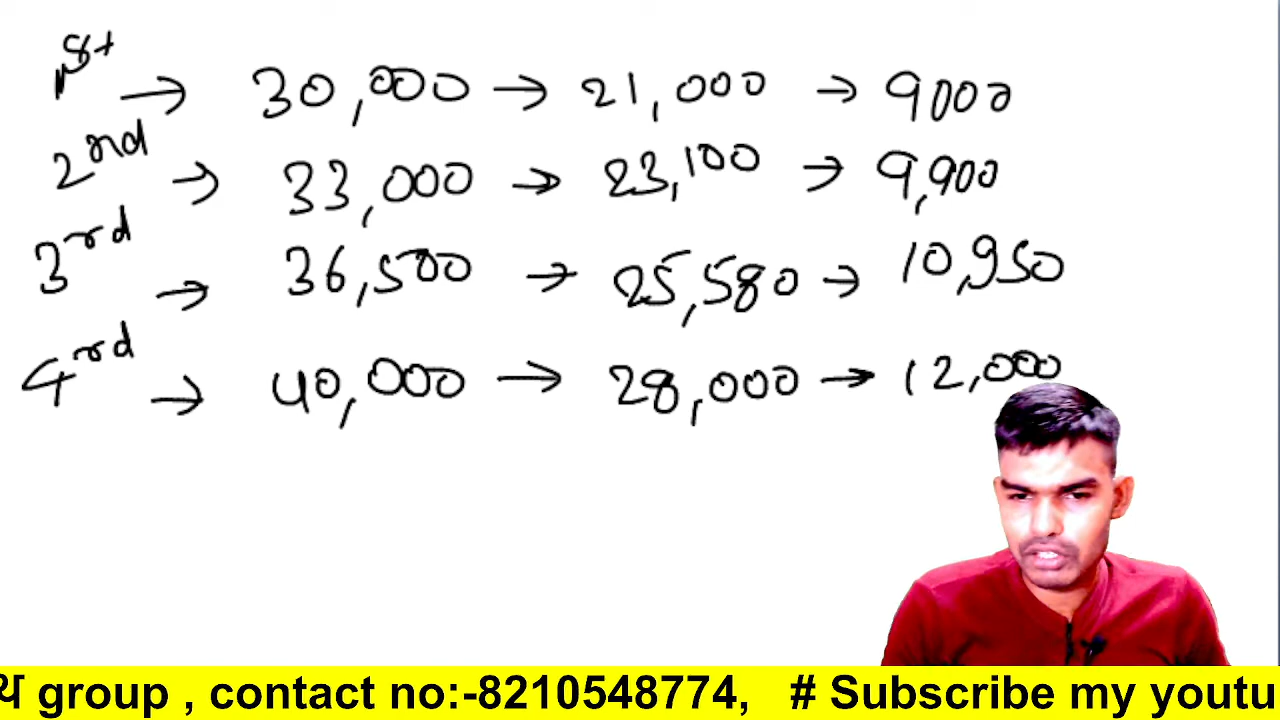 1st → 30,000 → 21,000 → 9000
2nd → 33,000 → 23,100 → 9,900
3rd → 36,500 → 25,580 → 10,950
4rd → 40,000 → 28,000 → 12,000
थ group , contact no:-8210548774, # Subscribe my youtu